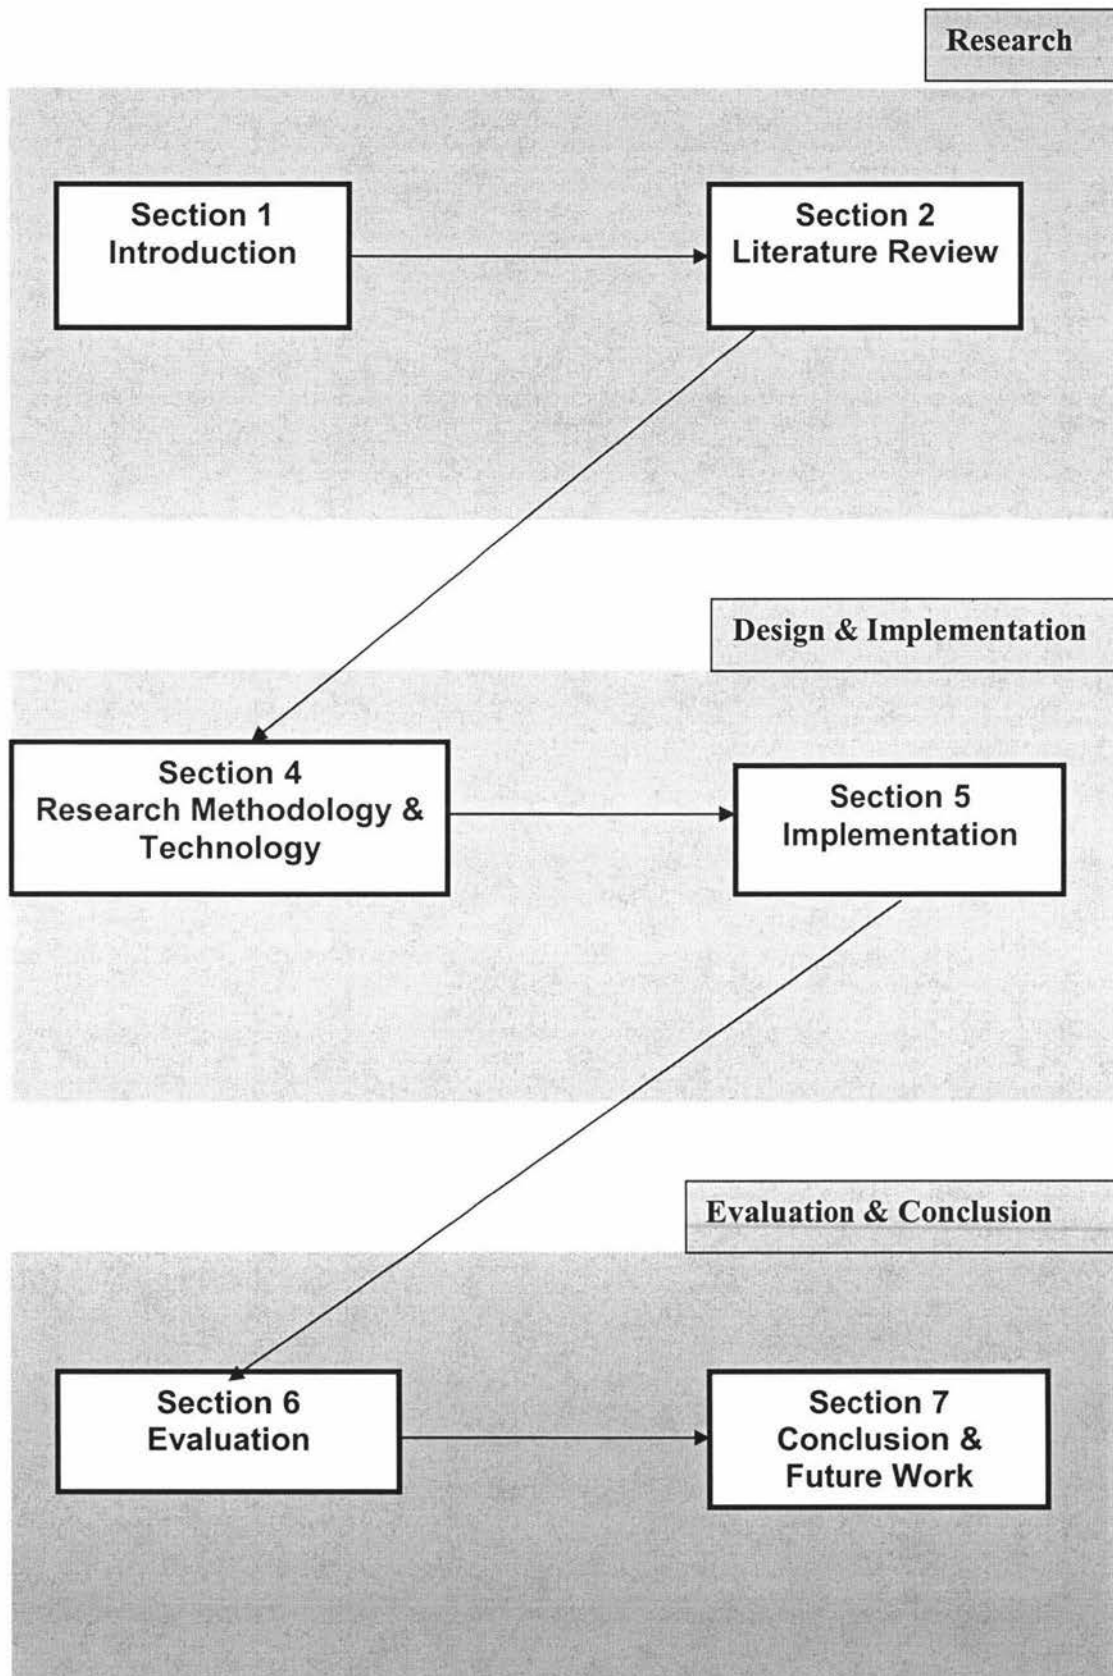 Research
Section 1
Introduction
Section 2
Literature Review
Design & Implementation
Section 4
Research Methodology &
Technology
Section 5
Implementation
Evaluation & Conclusion
Section 6
Evaluation
Section 7
Conclusion &
Future Work